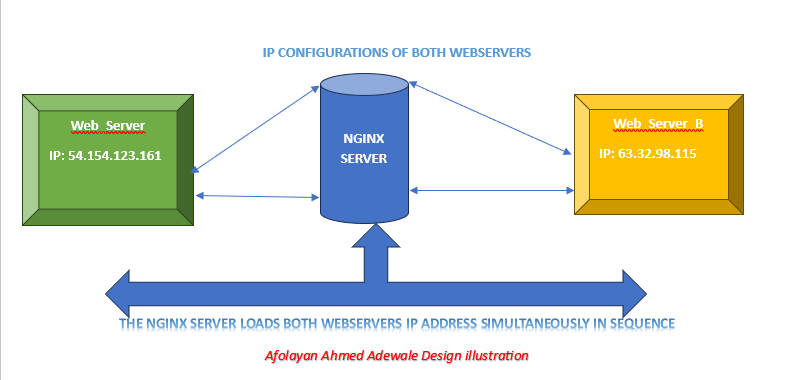 IP CONFIGURATIONS OF BOTH WEBSERVERS
Web_Server
IP: 54.154.123.161
NGINX
SERVER
Web_Server_B
IP: 63.32.98.115
THE NGINX SERVER LOADS BOTH WEBSERVERS IP ADDRESS SIMULTANEOUSLY IN SEQUENCE
Afolayan Ahmed Adewale Design illustration